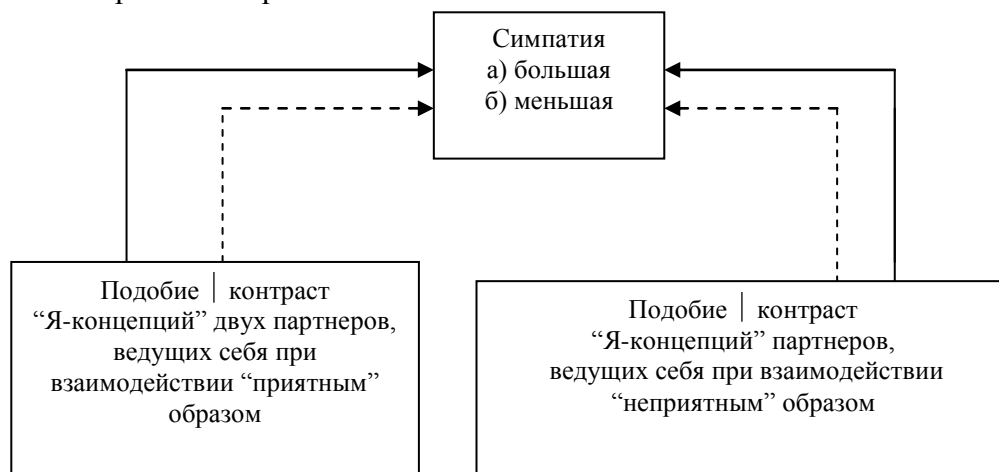 Симпатия
а) большая
б) меньшая
Подобие | контраст
“Я-концепций” двух партнеров,
ведущих себя при
взаимодействии “приятным”
образом
Подобие | контраст
“Я-концепций” партнеров,
ведущих себя при взаимодействии
“неприятным” образом